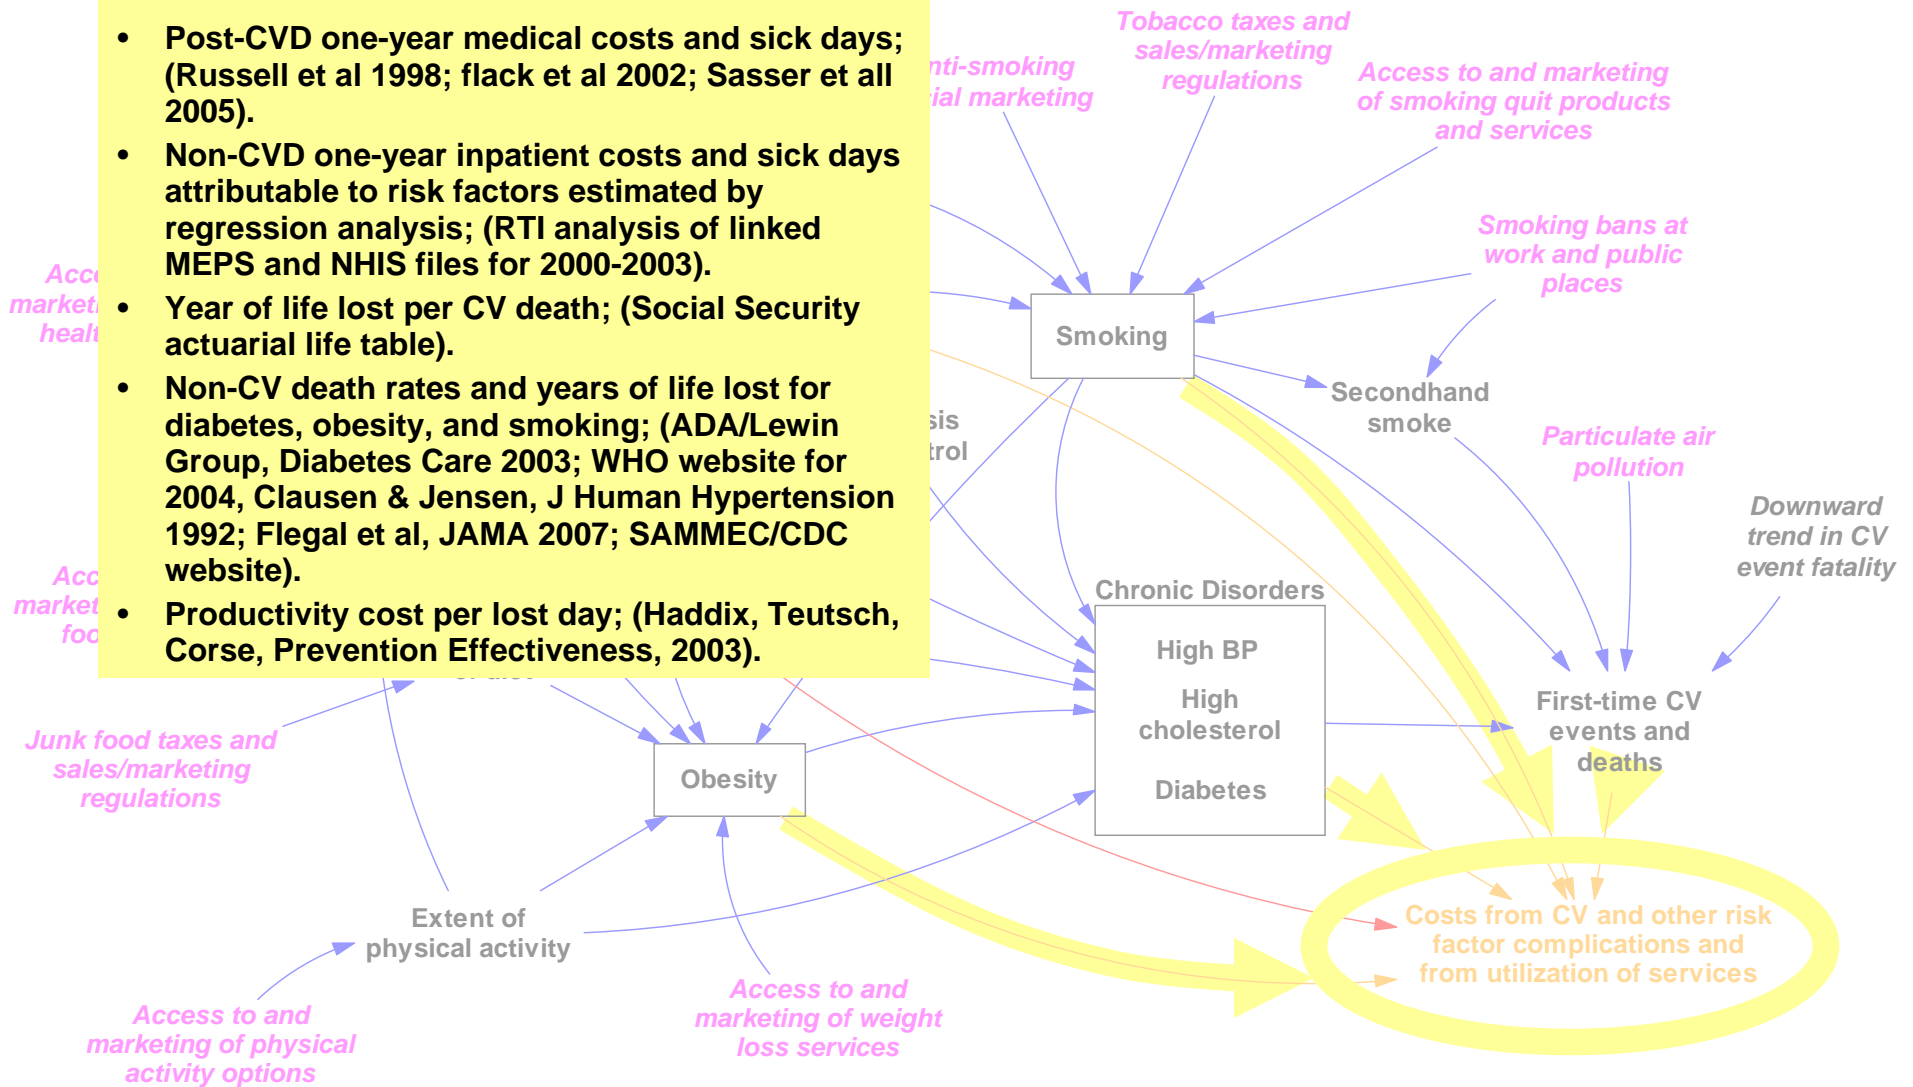 • Post-CVD one-year medical costs and sick days;
(Russell et al 1998; flack et al 2002; Sasser et all
2005).
• Non-CVD one-year inpatient costs and sick days
attributable to risk factors estimated by
regression analysis; (RTI analysis of linked
MEPS and NHIS files for 2000-2003).
• Year of life lost per CV death; (Social Security
actuarial life table).
• Non-CV death rates and years of life lost for
diabetes, obesity, and smoking; (ADA/Lewin
Group, Diabetes Care 2003; WHO website for
2004, Clausen & Jensen, J Human Hypertension
1992; Flegal et al, JAMA 2007; SAMMEC/CDC
website).
• Productivity cost per lost day; (Haddix, Teutsch,
Corse, Prevention Effectiveness, 2003).
nti-smoking
ial marketing
Tobacco taxes and
sales/marketing
regulations
Access to and marketing
of smoking quit products
and services
Smoking bans at
work and public
places
Smoking
Secondhand
smoke
Particulate air
pollution
Downward
trend in CV
event fatality
sis
trol
Acc
market
foo
Chronic Disorders
High BP
High
cholesterol
Diabetes
First-time CV
events and
deaths
Junk food taxes and
sales/marketing
regulations
Obesity
Extent of
physical activity
Costs from CV and other risk
factor complications and
from utilization of services
Access to and
marketing of weight
loss services
Access to and
marketing of physical
activity options